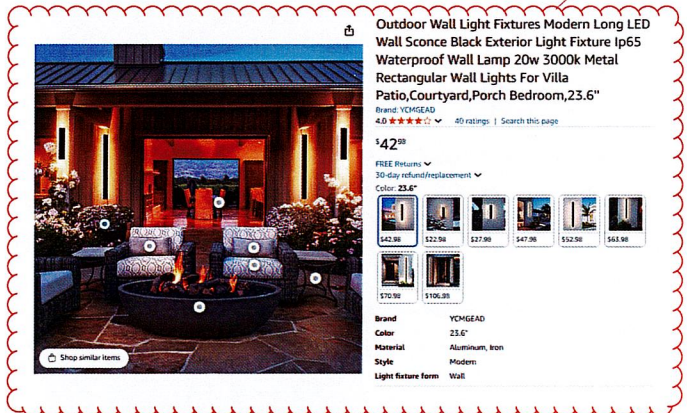 Outdoor Wall Light Fixtures Modern Long LED
Wall Sconce Black Exterior Light Fixture Ip65
Waterproof Wall Lamp 20w 3000k Metal
Rectangular Wall Lights For Villa
Patio,Courtyard,Porch Bedroom,23.6"
Brand: YCMGEAD
4.0 40 ratings | Search this page
$42.98
FREE Returns
30-day refund/replacement
Color: 23.6"
$42.98 $22.98 $27.98 $47.98 $52.98 $63.98
$70.98 $106.98
Brand YCMGEAD
Color 23.6"
Material Aluminum, Iron
Style Modern
Light fixture form Wall
Shop similar items